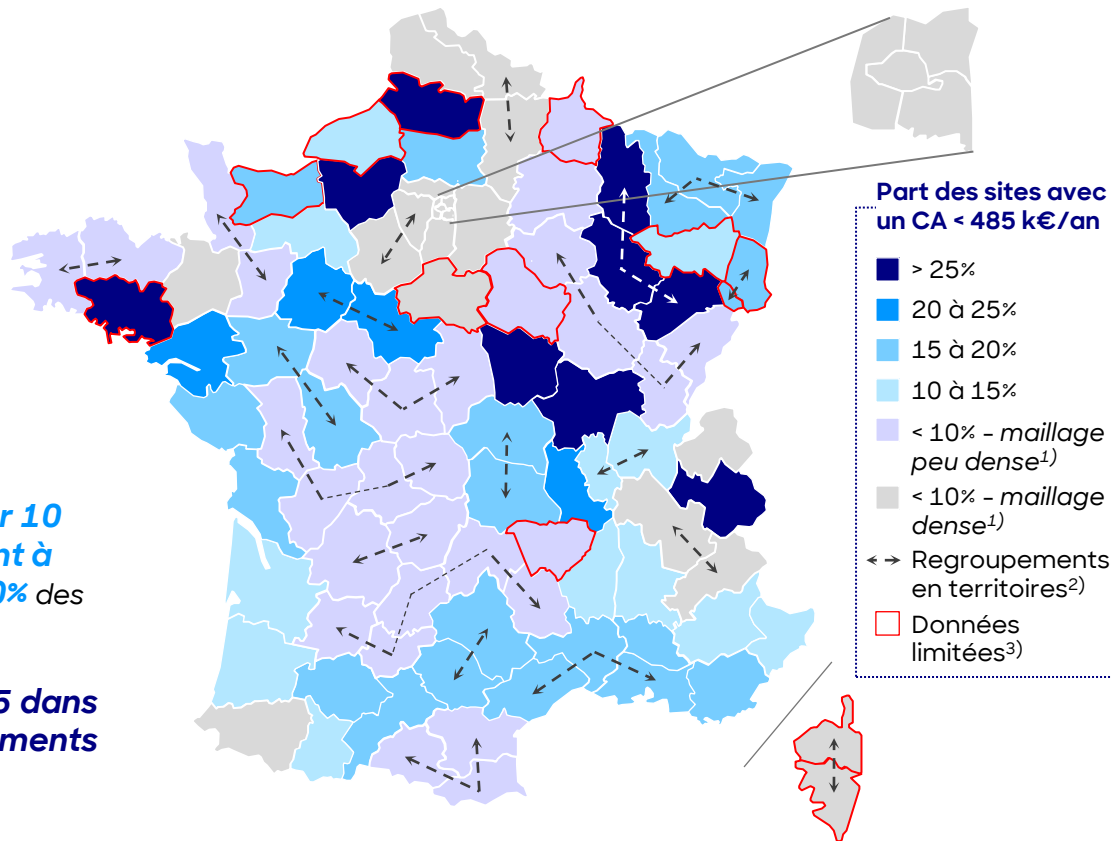 r 10
nt à
0% des
5 dans
ments
Part des sites avec
un CA < 485 k€/an
> 25%
20 à 25%
15 à 20%
10 à 15%
< 10% - maillage
peu dense1)
< 10% - maillage
dense1)
Regroupements
en territoires2)
Données
limitées3)